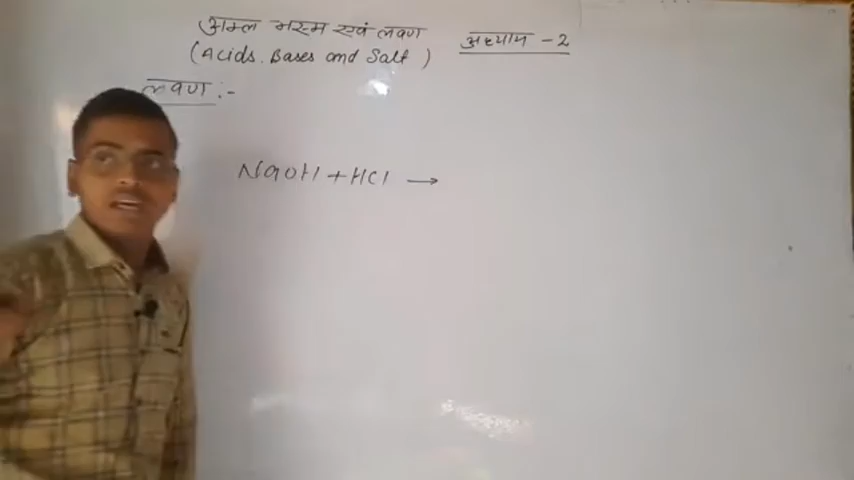 अम्ल भस्म एवं लवण
(Acids. Bases and Salt) अध्याय - 2
लवण :-
NaOH + HCl →